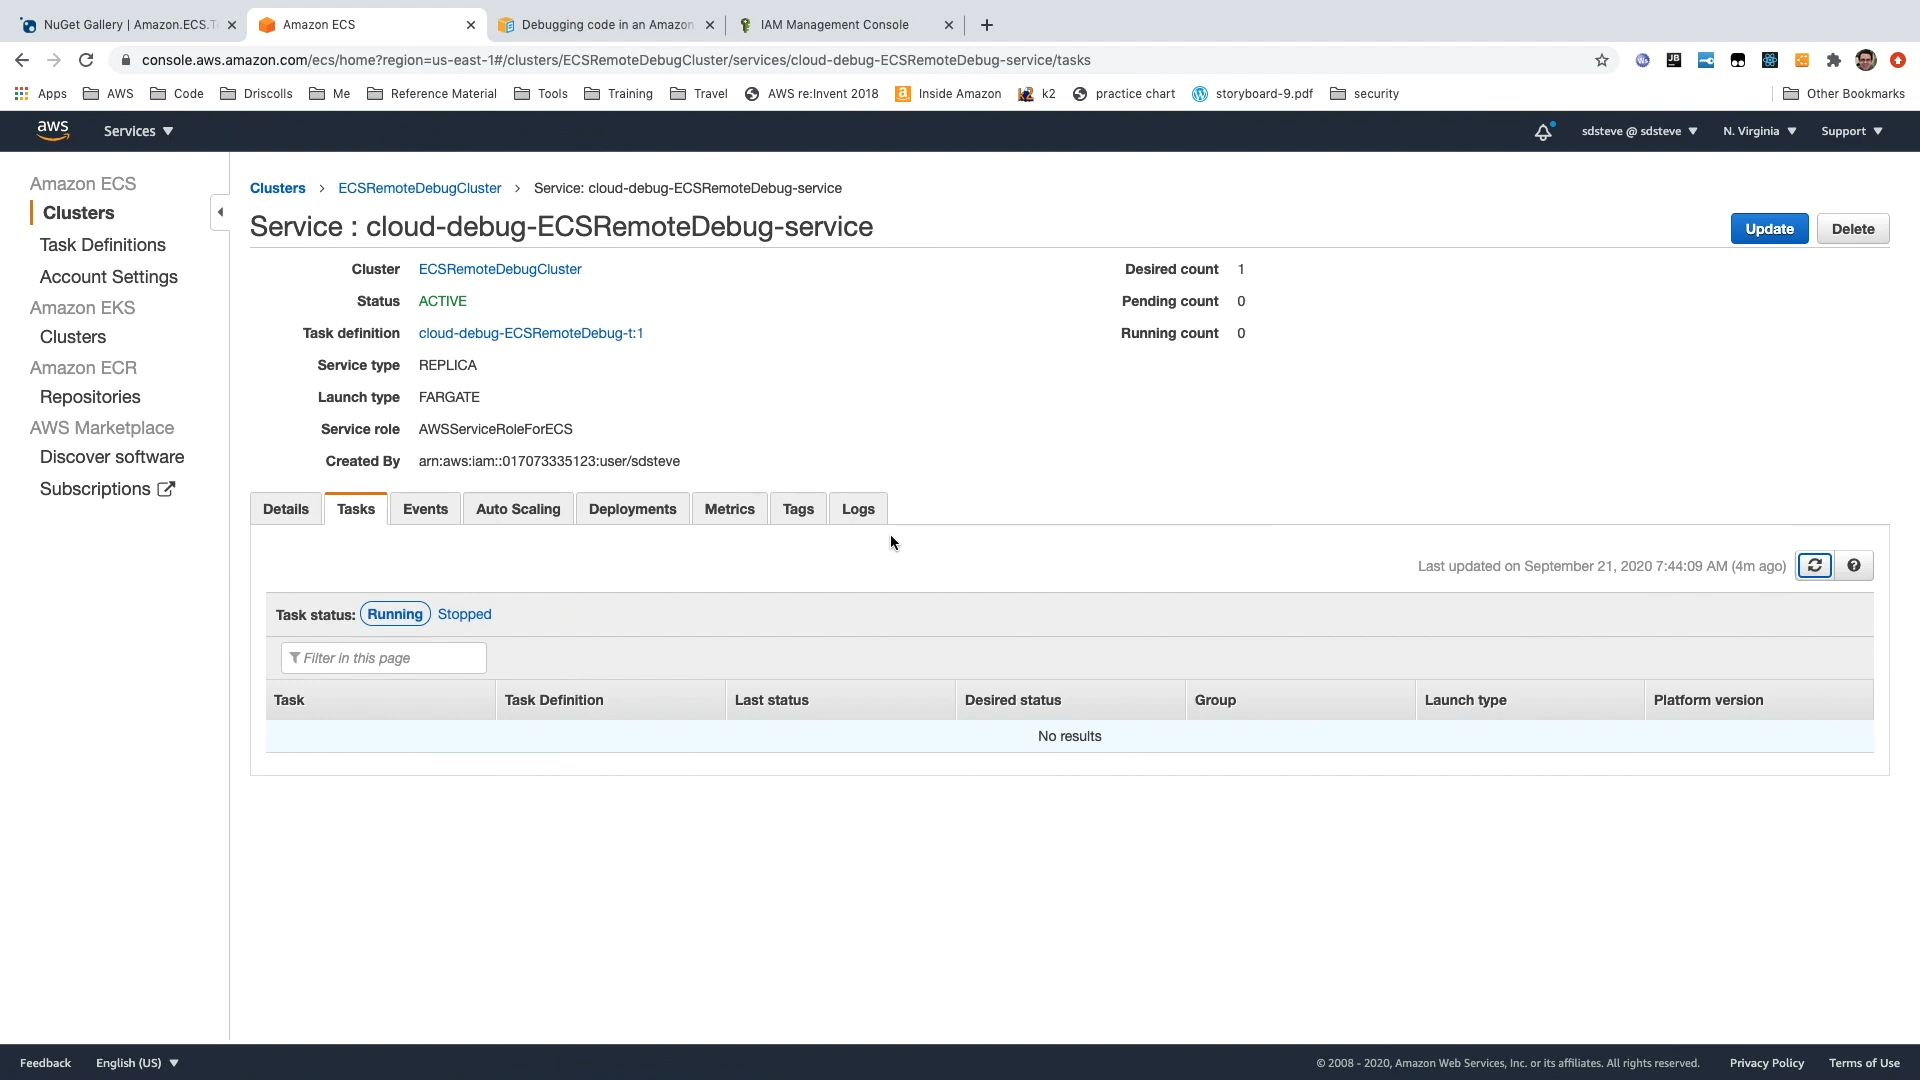 NuGet Gallery | Amazon.ECS.T
Amazon ECS
Debugging code in an Amazon
IAM Management Console
console.aws.amazon.com/ecs/home?region=us-east-1#/clusters/ECSRemoteDebugCluster/services/cloud-debug-ECSRemoteDebug-service/tasks
Apps AWS Code Driscolls Me Reference Material Tools Training Travel AWS re:Invent 2018 Inside Amazon k2 practice chart storyboard-9.pdf security Other Bookmarks
aws Services sdsteve @ sdsteve N. Virginia Support
Amazon ECS
Clusters
Task Definitions
Account Settings
Amazon EKS
Clusters
Amazon ECR
Repositories
AWS Marketplace
Discover software
Subscriptions
Clusters > ECSRemoteDebugCluster > Service: cloud-debug-ECSRemoteDebug-service
Service : cloud-debug-ECSRemoteDebug-service
Update Delete
Cluster ECSRemoteDebugCluster
Status ACTIVE
Task definition cloud-debug-ECSRemoteDebug-t:1
Service type REPLICA
Launch type FARGATE
Service role AWSServiceRoleForECS
Created By arn:aws:iam::017073335123:user/sdsteve
Desired count 1
Pending count 0
Running count 0
Details Tasks Events Auto Scaling Deployments Metrics Tags Logs
Last updated on September 21, 2020 7:44:09 AM (4m ago)
Task status: Running Stopped
Filter in this page
Task Task Definition Last status Desired status Group Launch type Platform version
No results
Feedback English (US) © 2008 - 2020, Amazon Web Services, Inc. or its affiliates. All rights reserved. Privacy Policy Terms of Use